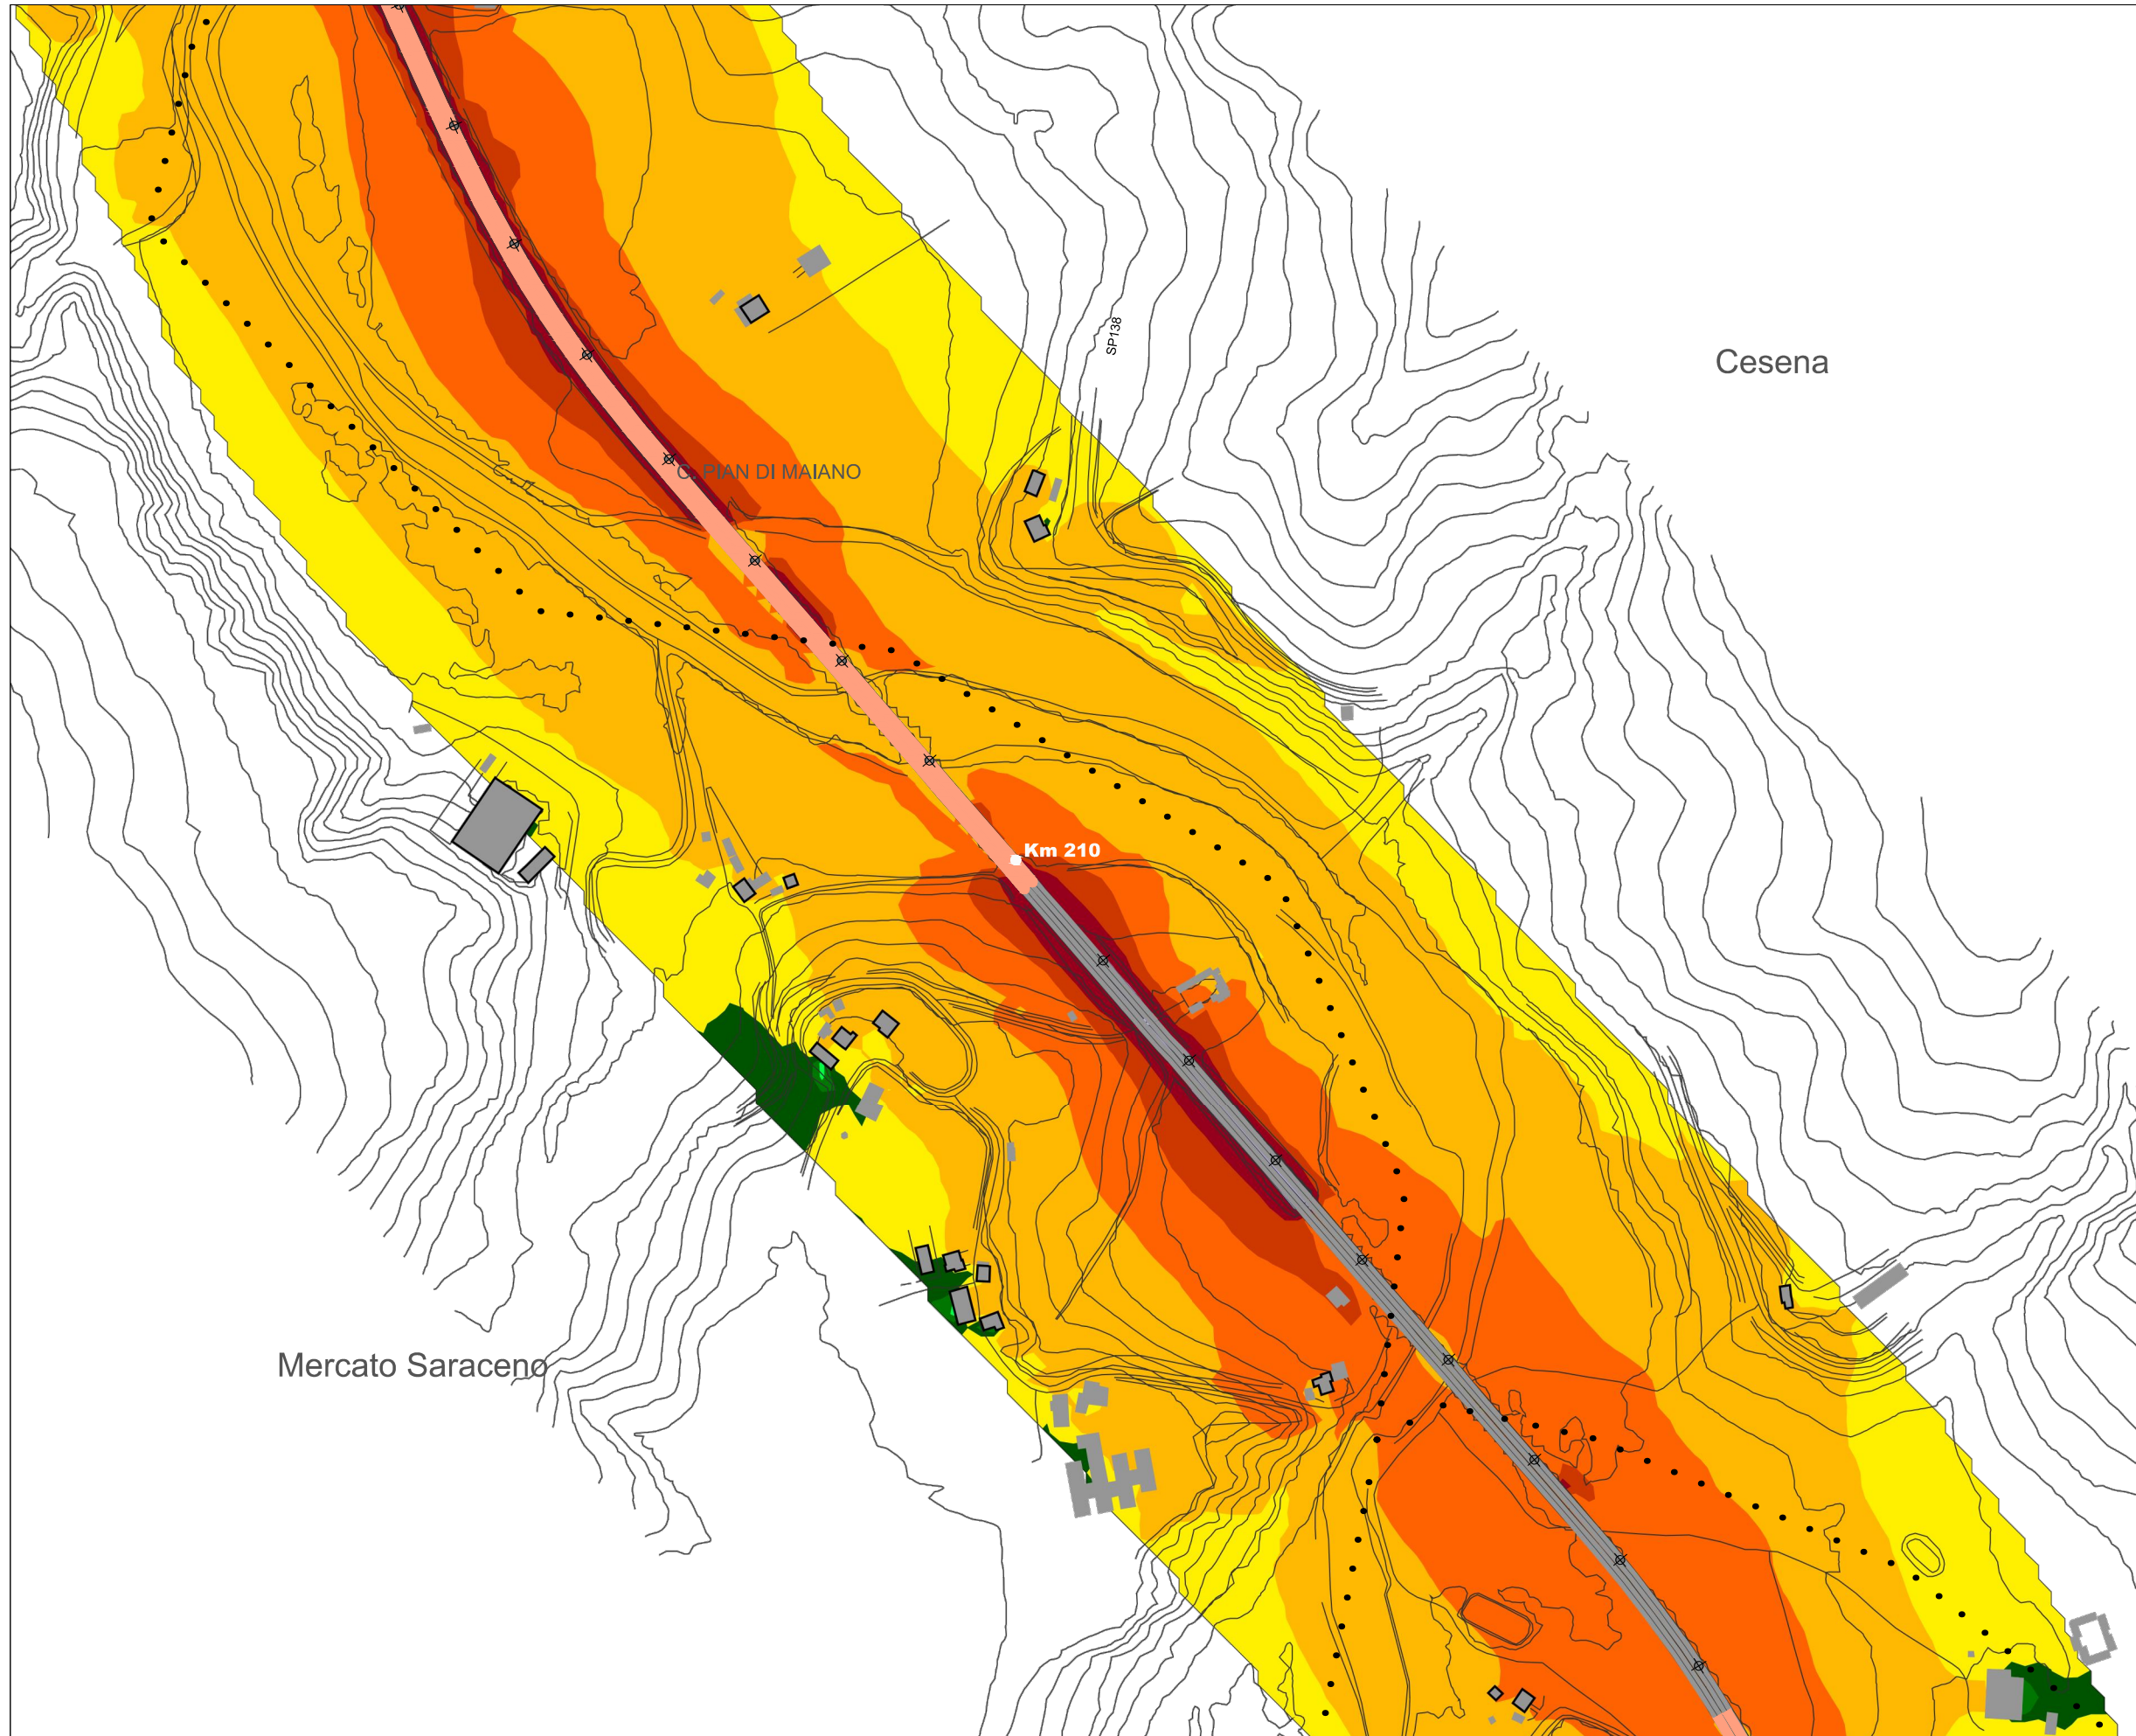 SP138
Cesena
C. PIAN DI MAIANO
Km 210
Mercato Saraceno